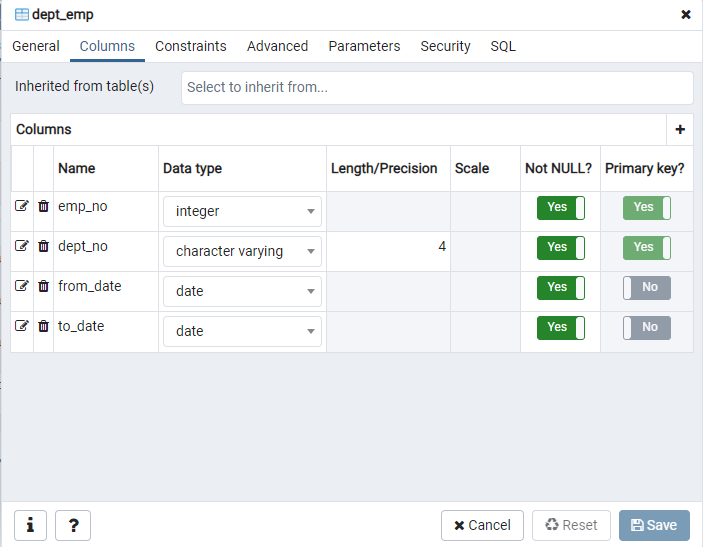 dept_emp
General Columns Constraints Advanced Parameters Security SQL
Inherited from table(s) Select to inherit from...
Columns
Name Data type Length/Precision Scale Not NULL? Primary key?
emp_no integer Yes Yes
dept_no character varying 4 Yes Yes
from_date date Yes No
to_date date Yes No
i ? Cancel Reset Save